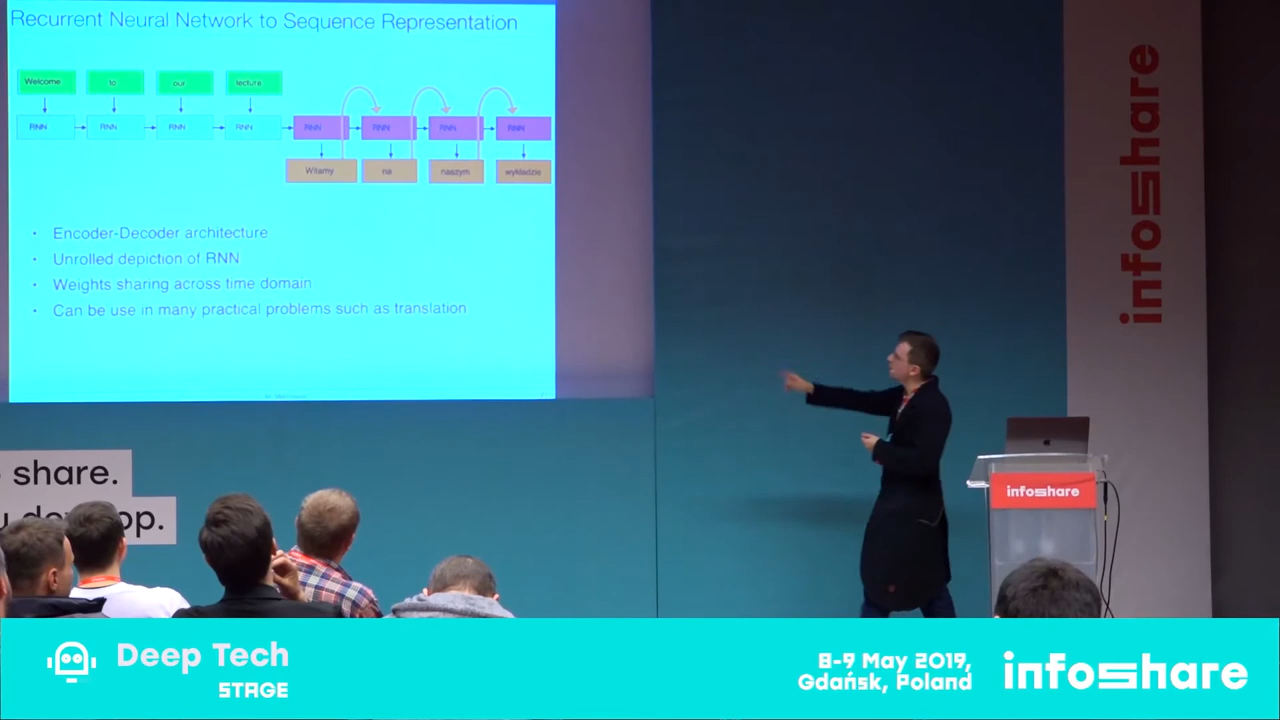 Recurrent Neural Network to Sequence Representation
Welcome to our lecture
RNN RNN RNN RNN RNN RNN RNN RNN
Witamy na naszym wykładzie
• Encoder-Decoder architecture
• Unrolled depiction of RNN
• Weights sharing across time domain
• Can be use in many practical problems such as translation
infoshare
share.
op.
infoshare
Deep Tech
STAGE
8-9 May 2019,
Gdańsk, Poland
infoshare